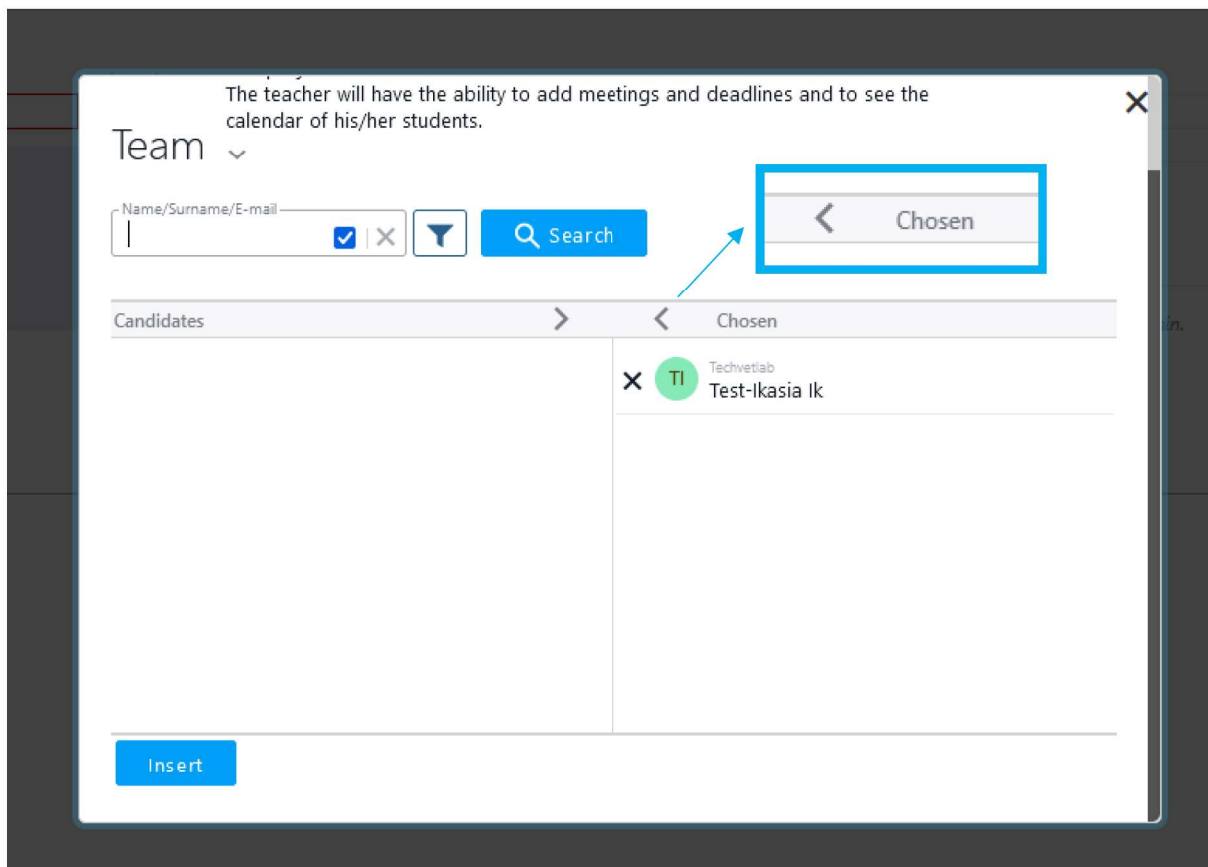 The teacher will have the ability to add meetings and deadlines and to see the
calendar of his/her students.
Team
Name/Surname/E-mail
Search
Chosen
Candidates
Chosen
Techvetlab
TI
Test-Ikasia Ik
Insert
in.